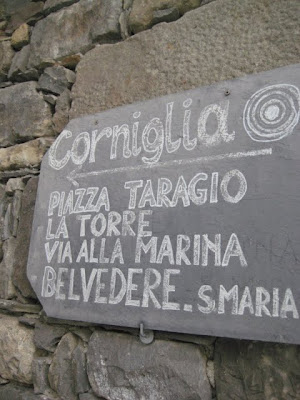 Corniglia
PIAZZA TARAGIO
LA TORRE
VIA ALLA MARINA
BELVEDERE - S. MARIA